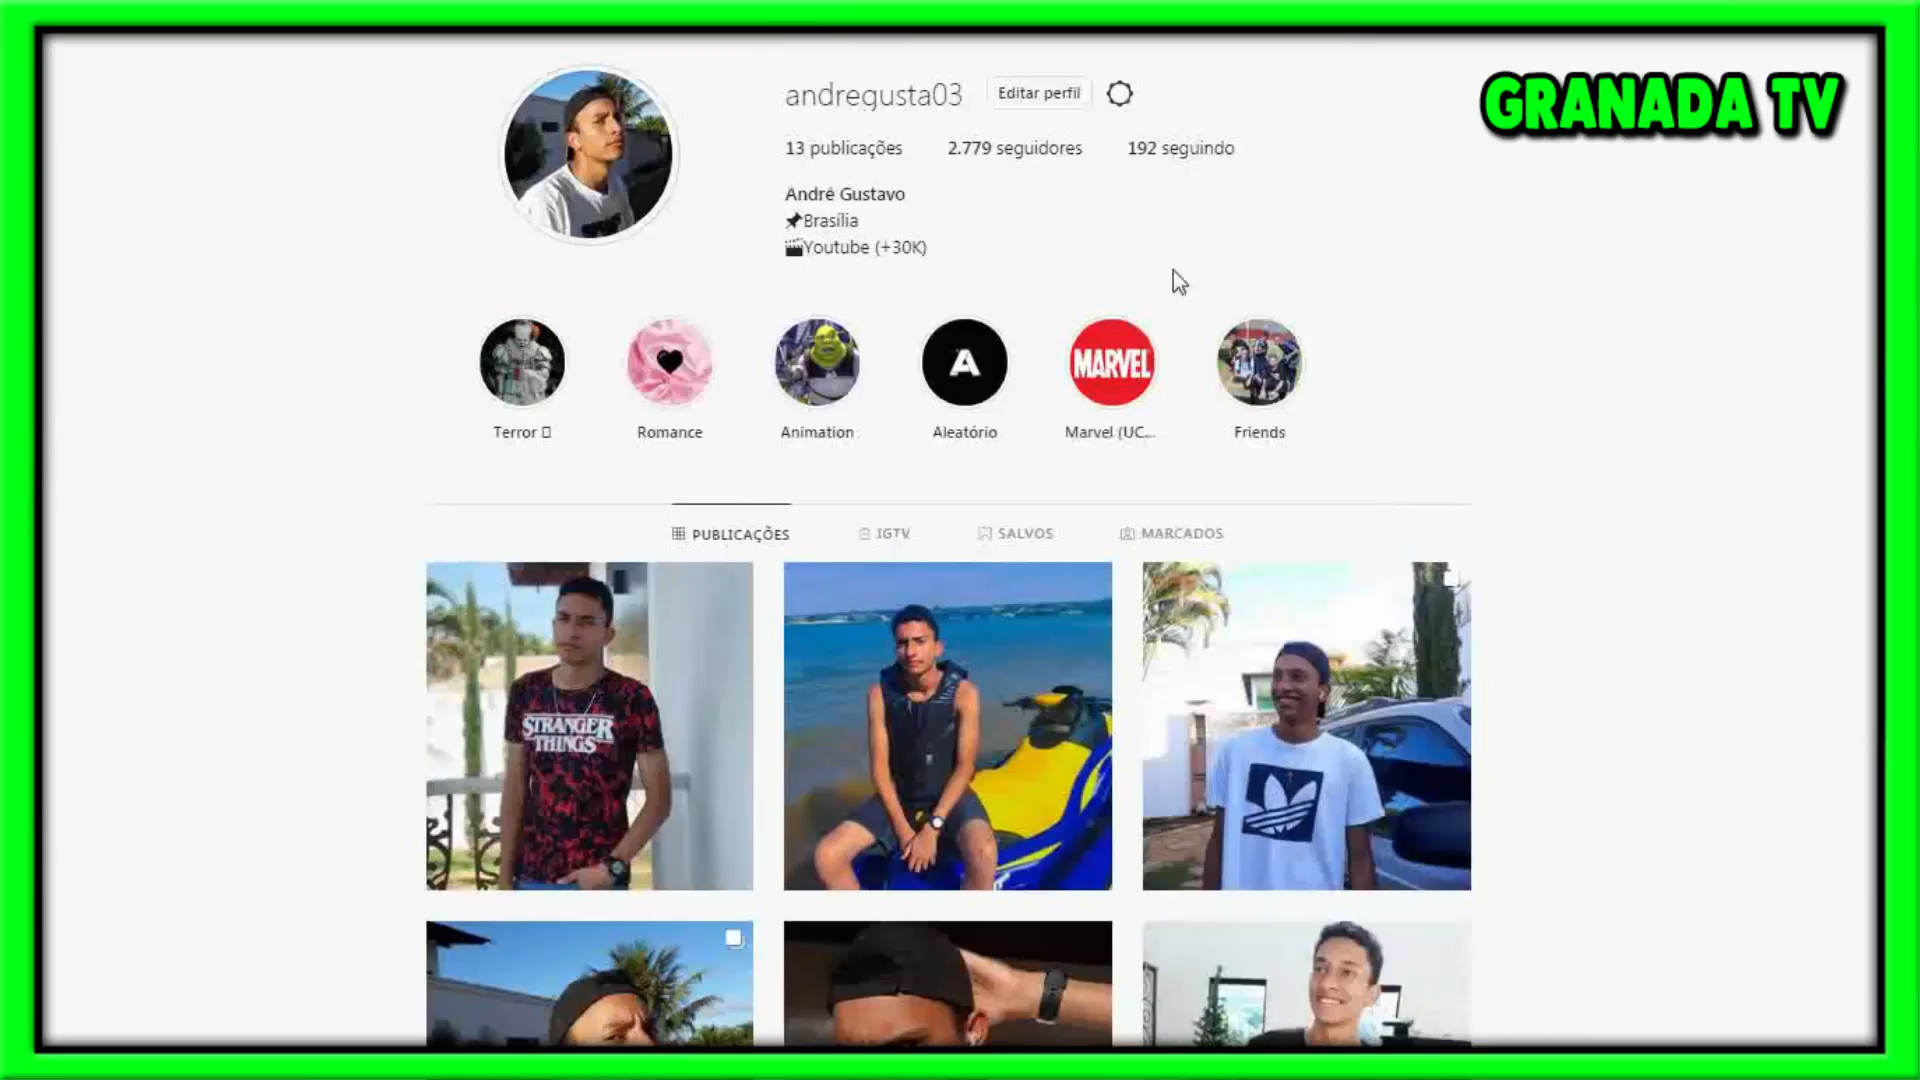 GRANADA TV
andregusta03 Editar perfil
13 publicações 2.779 seguidores 192 seguindo
André Gustavo
Brasília
Youtube (+30K)
A
MARVEL
Terror Romance Animation Aleatório Marvel (UC... Friends
PUBLICAÇÕES IGTV SALVOS MARCADOS
STRANGER
THINGS